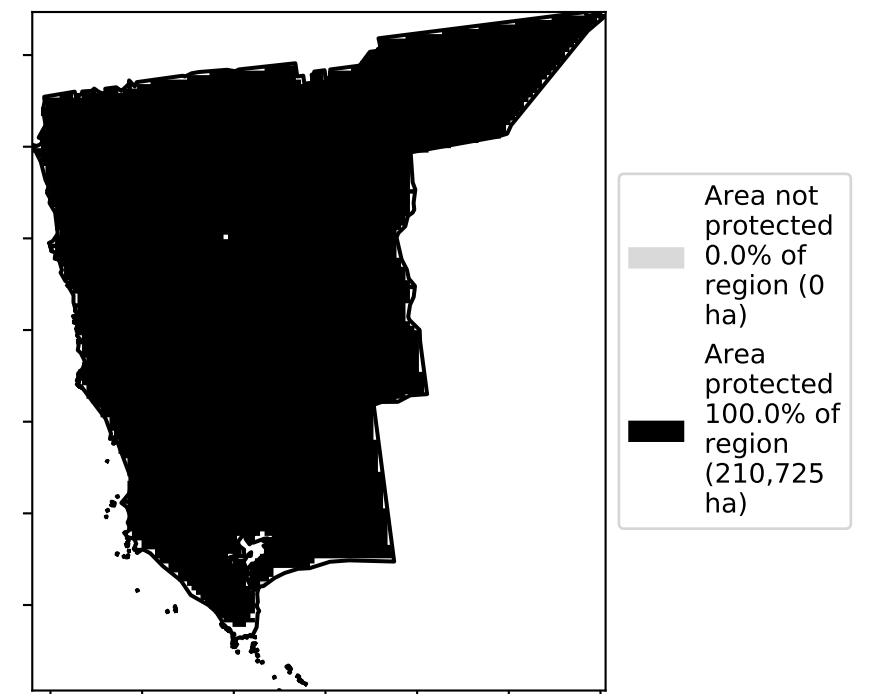 Area not
protected
0.0% of
region (0
ha)
Area
protected
100.0% of
region
(210,725
ha)